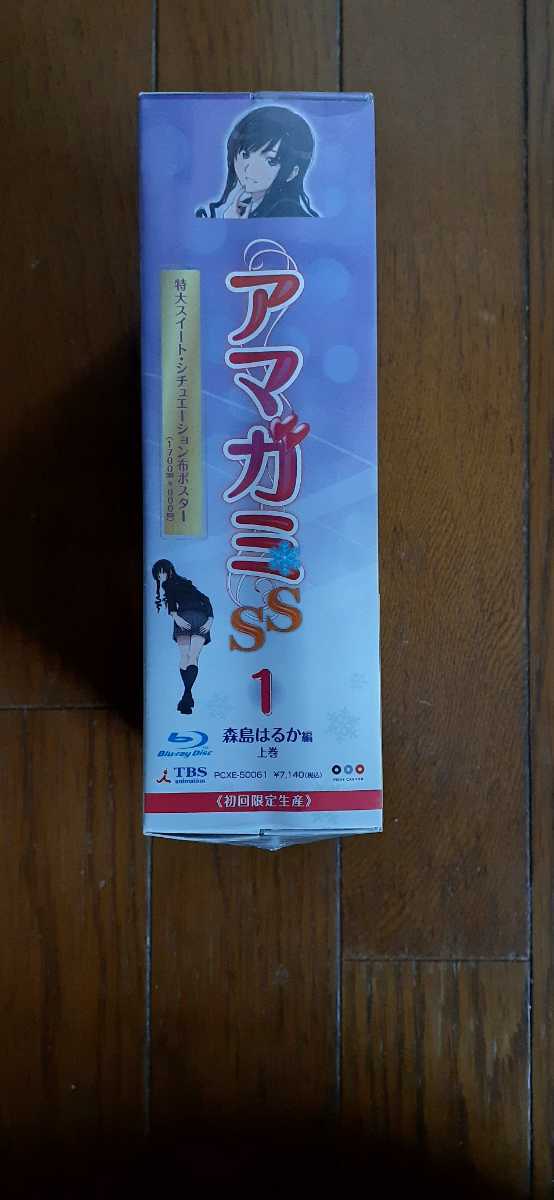 アマガミSS
特大スイート・シチュエーション布ポスター
1
Blu-ray Disc
森島はるか編
上巻
TBS
animation
PCXE-50061 ¥7,140(税込)
PONY CANYON
《初回限定生産》